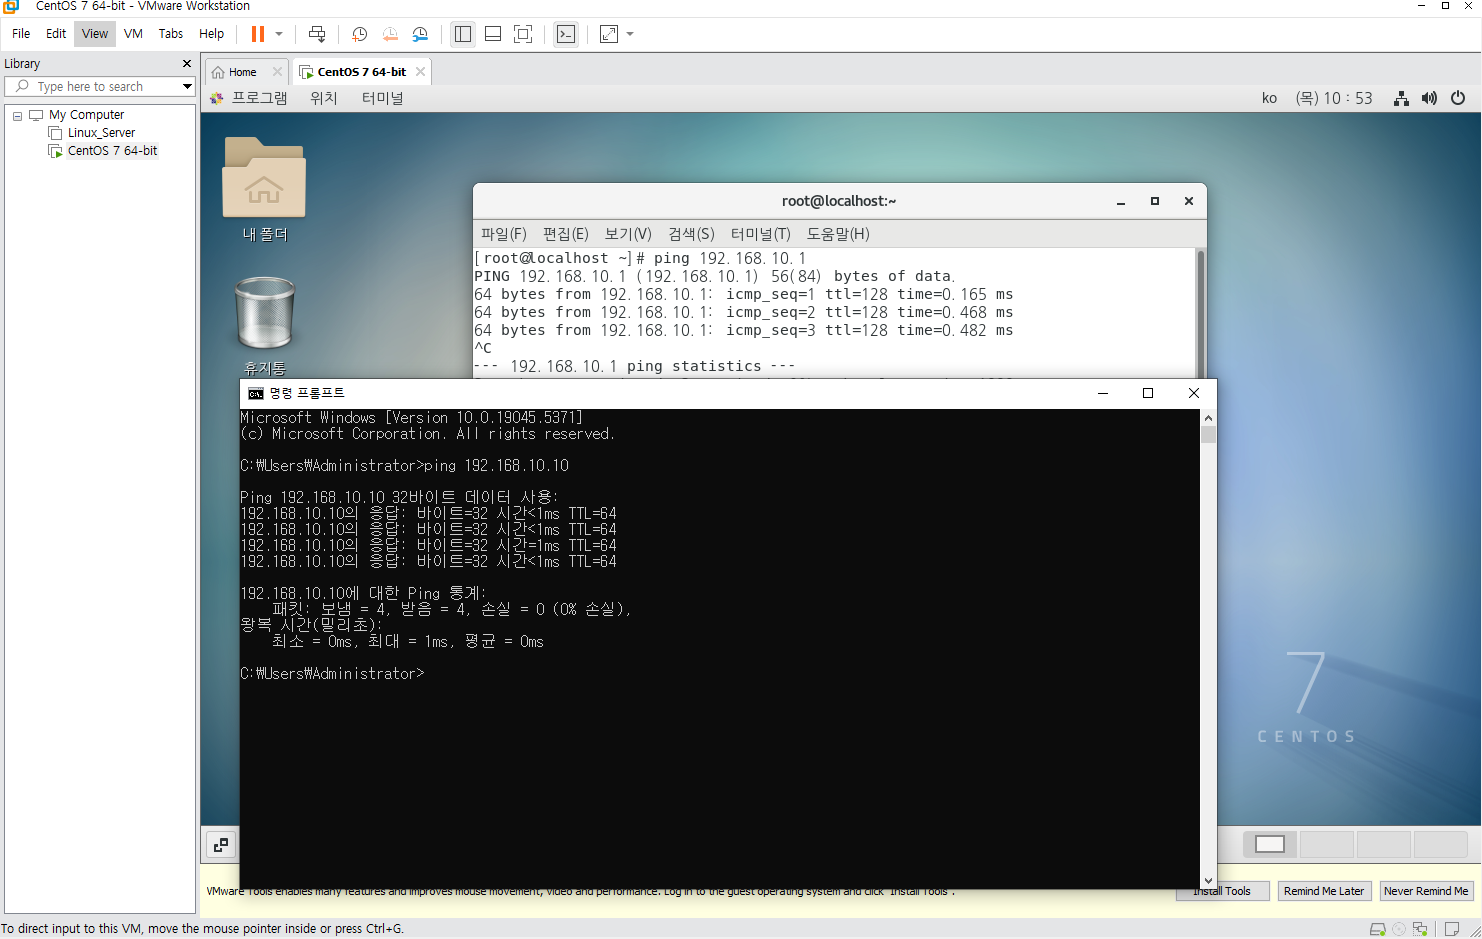 CentOS 7 64-bit - VMware Workstation
File Edit View VM Tabs Help
Library
Type here to search
My Computer
Linux_Server
CentOS 7 64-bit
Home
CentOS 7 64-bit
프로그램 위치 터미널
ko (목) 10 : 53
내 폴더
휴지통
root@localhost:~
파일(F) 편집(E) 보기(V) 검색(S) 터미널(T) 도움말(H)
[root@localhost ~]# ping 192.168.10.1
PING 192.168.10.1 (192.168.10.1) 56(84) bytes of data.
64 bytes from 192.168.10.1: icmp_seq=1 ttl=128 time=0.165 ms
64 bytes from 192.168.10.1: icmp_seq=2 ttl=128 time=0.468 ms
64 bytes from 192.168.10.1: icmp_seq=3 ttl=128 time=0.482 ms
^C
--- 192.168.10.1 ping statistics ---
명령 프롬프트
Microsoft Windows [Version 10.0.19045.5371]
(c) Microsoft Corporation. All rights reserved.
C:₩Users₩Administrator>ping 192.168.10.10
Ping 192.168.10.10 32바이트 데이터 사용:
192.168.10.10의 응답: 바이트=32 시간<1ms TTL=64
192.168.10.10의 응답: 바이트=32 시간<1ms TTL=64
192.168.10.10의 응답: 바이트=32 시간=1ms TTL=64
192.168.10.10의 응답: 바이트=32 시간<1ms TTL=64
192.168.10.10에 대한 Ping 통계:
패킷: 보냄 = 4, 받음 = 4, 손실 = 0 (0% 손실),
왕복 시간(밀리초):
최소 = 0ms, 최대 = 1ms, 평균 = 0ms
C:₩Users₩Administrator>
7
CENTOS
VMware Tools enables many features and improves mouse movement, video and performance. Log in to the guest operating system and click "Install Tools".
Install Tools
Remind Me Later
Never Remind Me
To direct input to this VM, move the mouse pointer inside or press Ctrl+G.